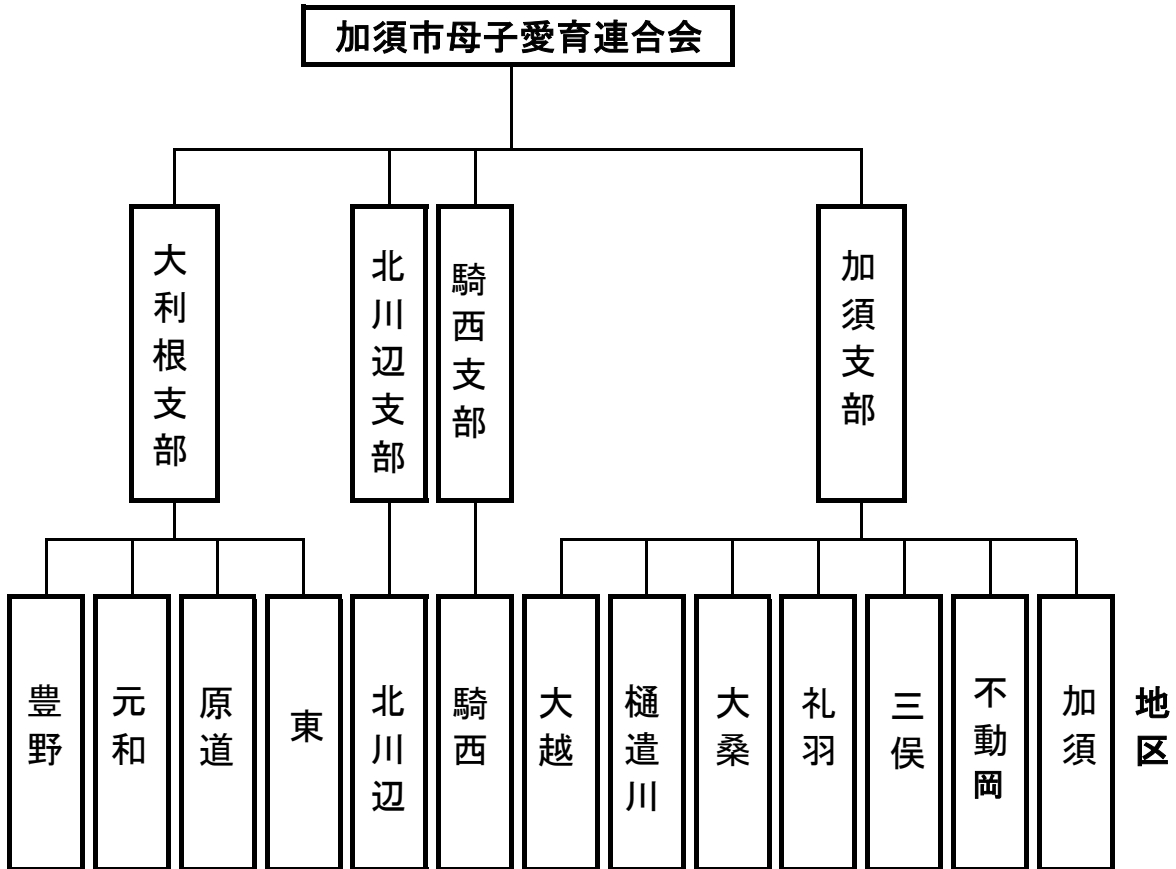 加須市母子愛育連合会
大利根支部
北川辺支部
騎西支部
加須支部
豊野
元和
原道
東
北川辺
騎西
大越
樋遣川
大桑
礼羽
三俣
不動岡
加須
地区